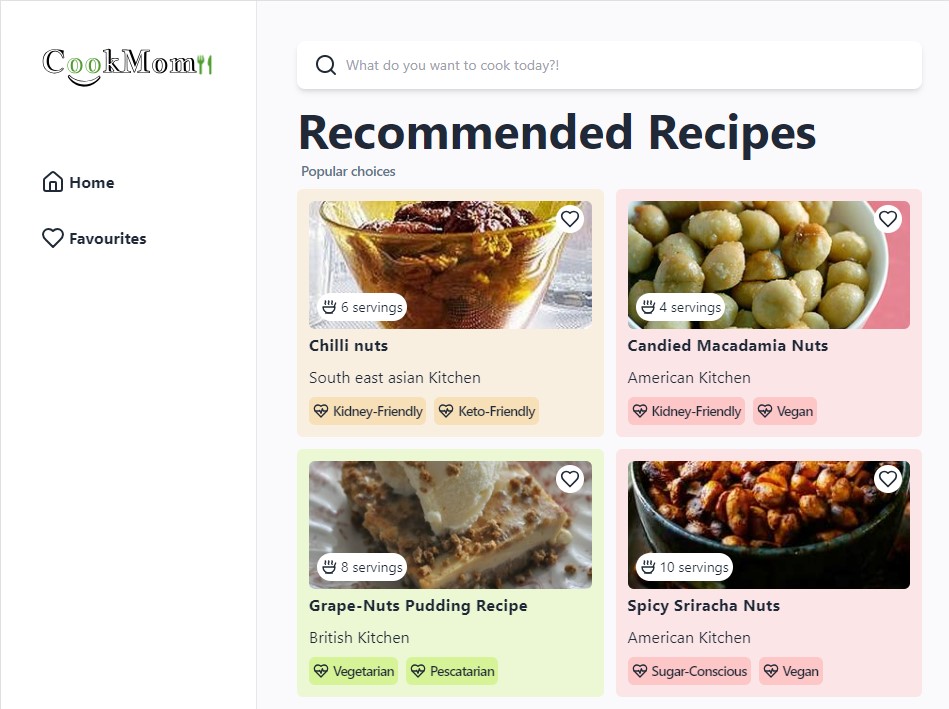 CookMom
What do you want to cook today?!
Recommended Recipes
Popular choices
Home
Favourites
6 servings
Chilli nuts
South east asian Kitchen
Kidney-Friendly
Keto-Friendly
4 servings
Candied Macadamia Nuts
American Kitchen
Kidney-Friendly
Vegan
8 servings
Grape-Nuts Pudding Recipe
British Kitchen
Vegetarian
Pescatarian
10 servings
Spicy Sriracha Nuts
American Kitchen
Sugar-Conscious
Vegan